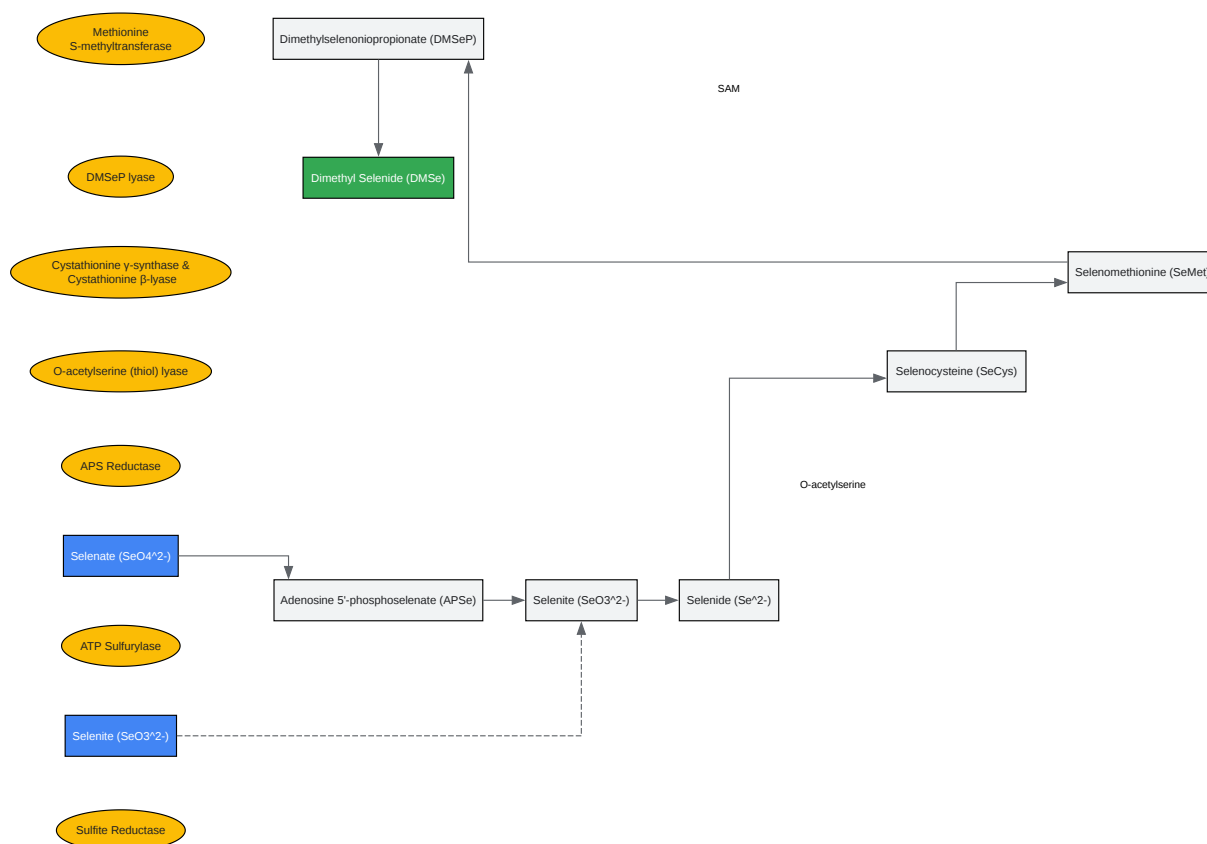 Methionine
S-methyltransferase
Dimethylselenoniopropionate (DMSeP)
SAM
DMSeP lyase
Dimethyl Selenide (DMSe)
Cystathionine γ-synthase &
Cystathionine β-lyase
Selenomethionine (SeMet)
O-acetylserine (thiol) lyase
Selenocysteine (SeCys)
APS Reductase
O-acetylserine
Selenate (SeO4^2-)
Adenosine 5'-phosphoselenate (APSe)
Selenite (SeO3^2-)
Selenide (Se^2-)
ATP Sulfurylase
Selenite (SeO3^2-)
Sulfite Reductase